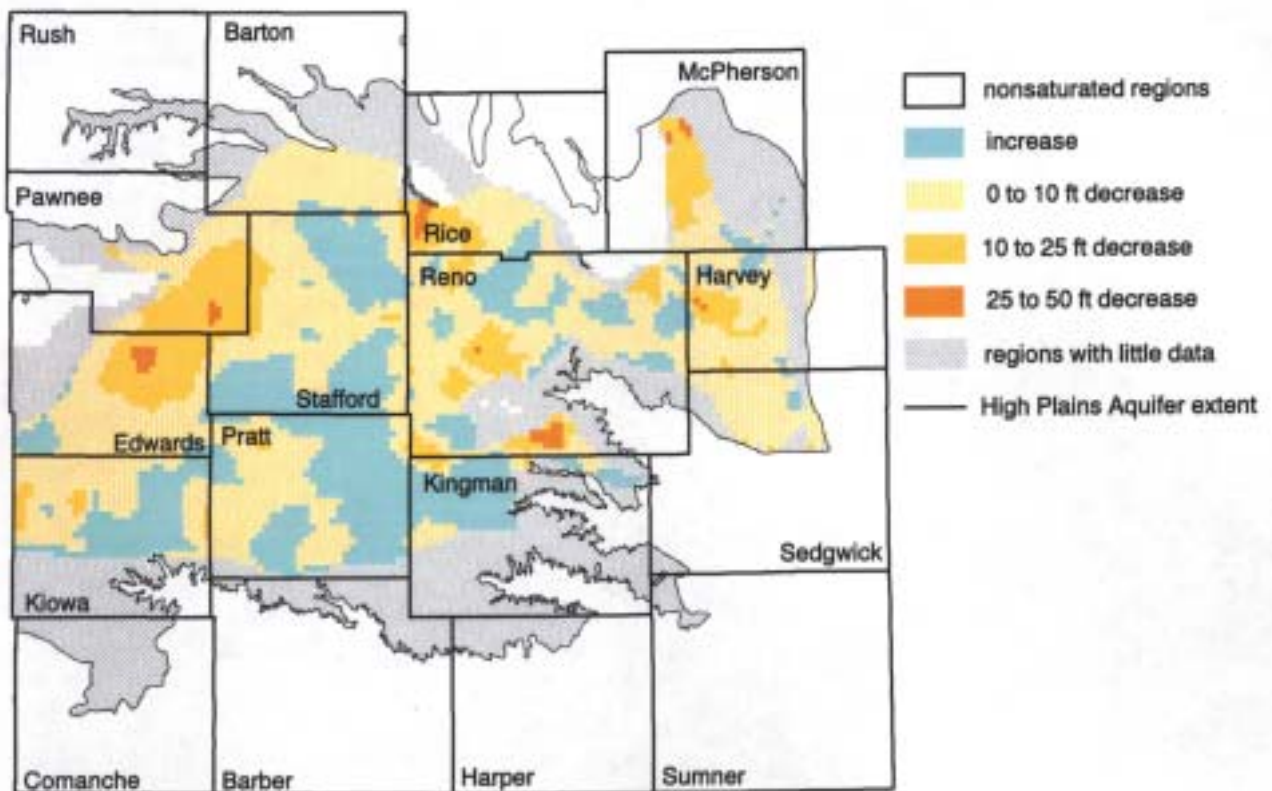 Rush
Barton
McPherson
Pawnee
Rice
Reno
Harvey
Stafford
Edwards
Pratt
Kingman
Sedgwick
Kiowa
Comanche
Barber
Harper
Sumner
nonsaturated regions
increase
0 to 10 ft decrease
10 to 25 ft decrease
25 to 50 ft decrease
regions with little data
High Plains Aquifer extent